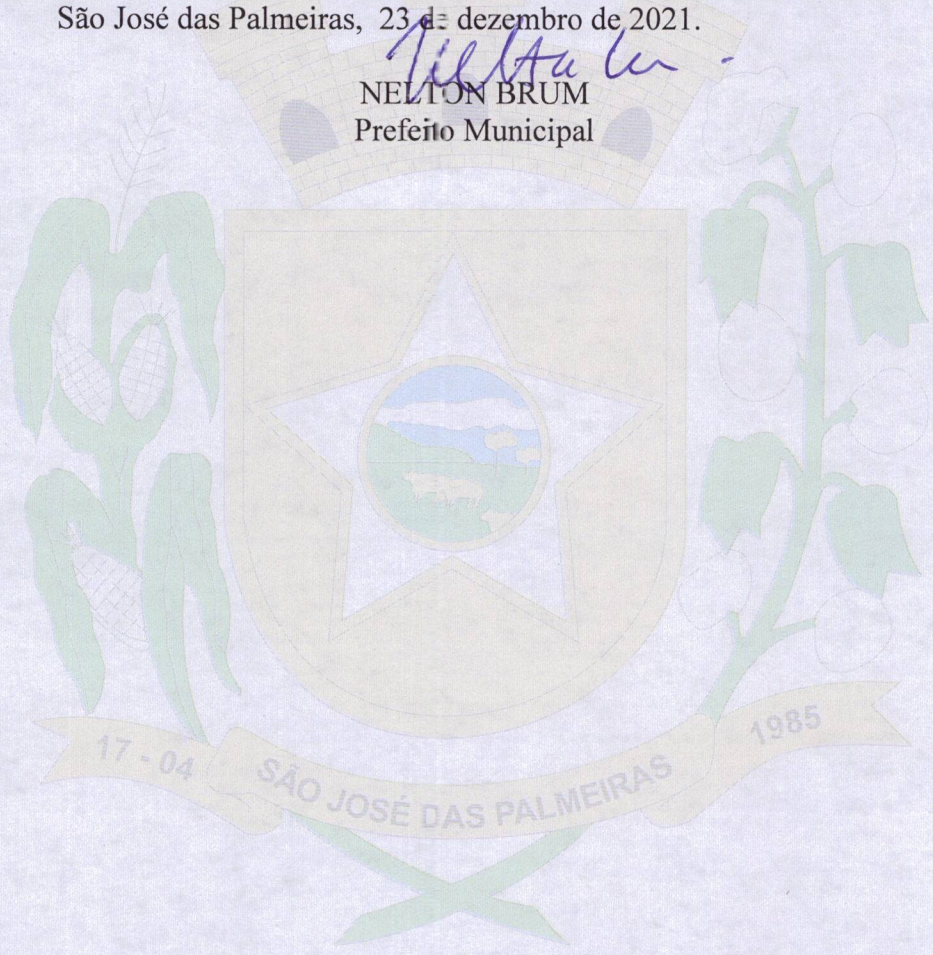 São José das Palmeiras, 23 de dezembro de 2021.
NELTON BRUM
Prefeito Municipal
17 - 04
SÃO JOSÉ DAS PALMEIRAS
1985